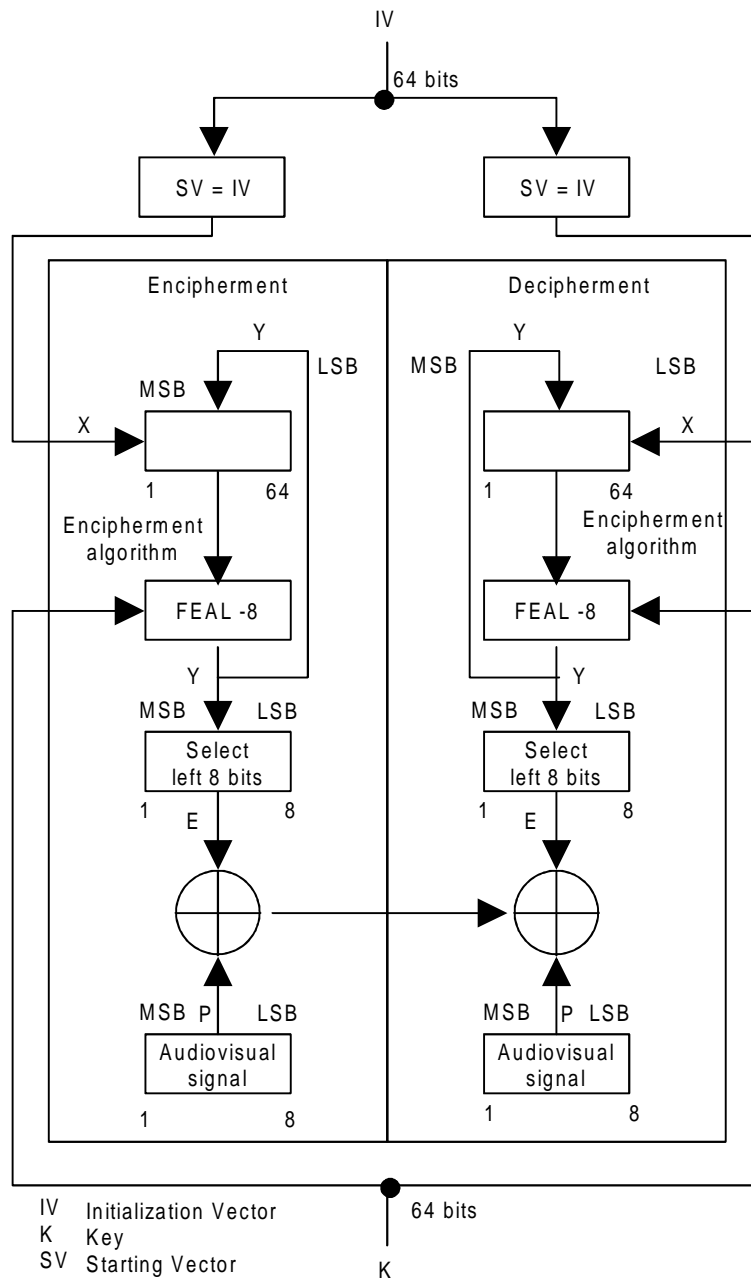 IV
64 bits
SV = IV SV = IV
Encipherment Decipherment
Y Y
LSB MSB LSB
MSB
X X
1 64 1 64
Encipherment
algorithm
Encipherment
algorithm
FEAL -8 FEAL -8
Y Y
MSB LSB MSB LSB
Select
left 8 bits
Select
left 8 bits
1 8 1 8
E E
MSB P LSB MSB P LSB
Audiovisual
signal
Audiovisual
signal
1 8 1 8
64 bits
K
IV Initialization Vector
K Key
SV Starting Vector